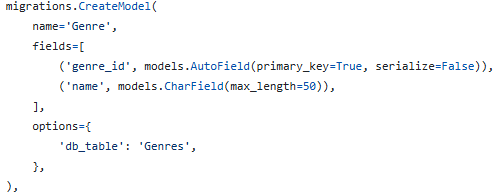 migrations.CreateModel(
    name='Genre',
    fields=[
        ('genre_id', models.AutoField(primary_key=True, serialize=False)),
        ('name', models.CharField(max_length=50)),
    ],
    options={
        'db_table': 'Genres',
    },
),